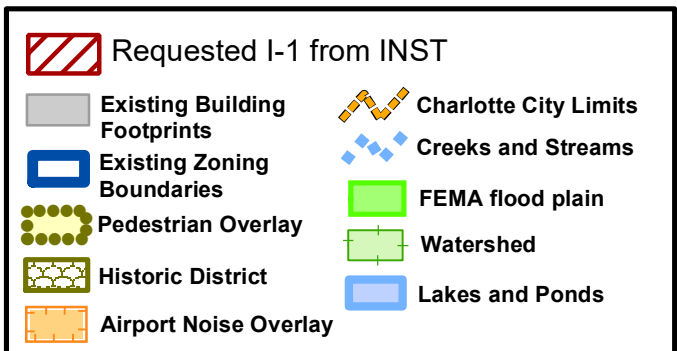 Requested I-1 from INST
Existing Building
Footprints
Existing Zoning
Boundaries
Pedestrian Overlay
Historic District
Airport Noise Overlay
Charlotte City Limits
Creeks and Streams
FEMA flood plain
Watershed
Lakes and Ponds